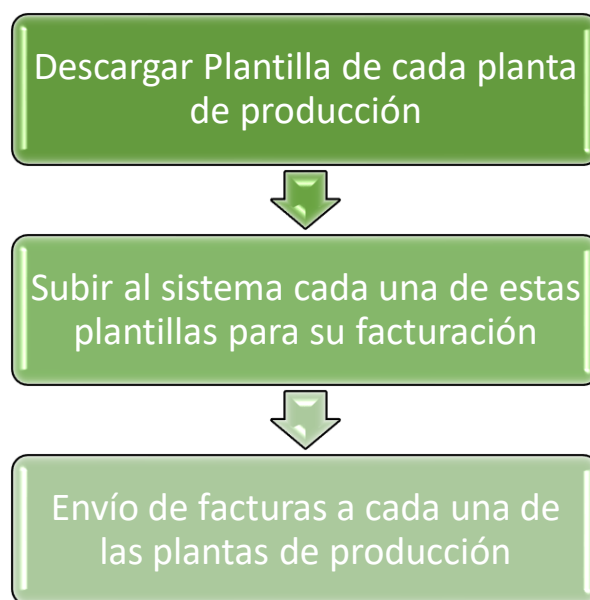 Descargar Plantilla de cada planta
de producción
Subir al sistema cada una de estas
plantillas para su facturación
Envío de facturas a cada una de
las plantas de producción